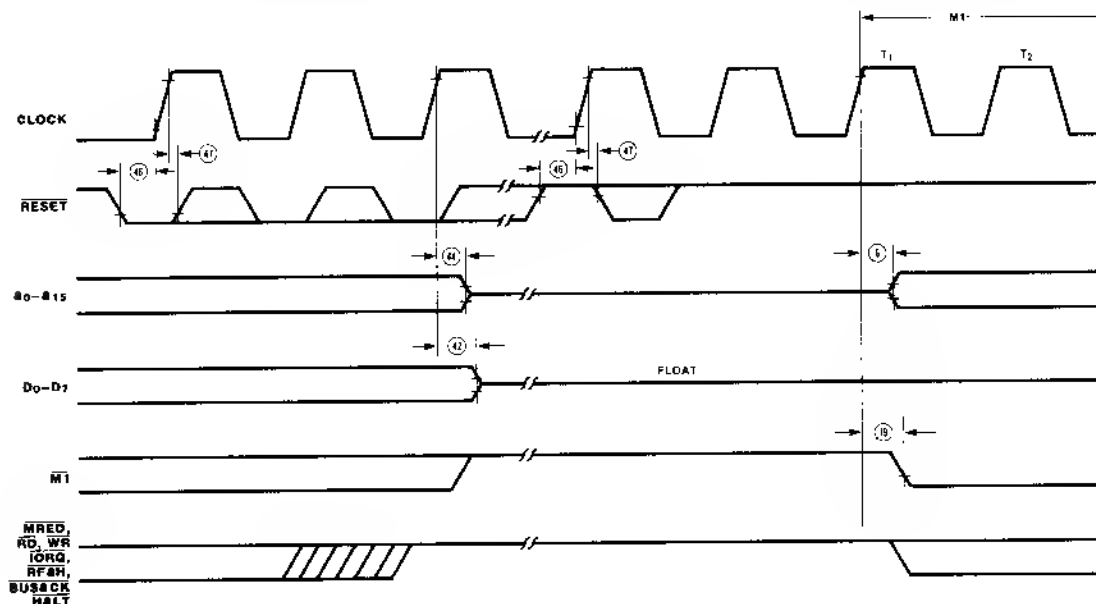 M1
T₁ T₂
CLOCK
46 47 46 47
RESET
44 6
a0-a15
42
D0-D7 FLOAT
19
M1
MRED,
RD, WR
IORQ,
RFaH,
BUSaCK
HaLT